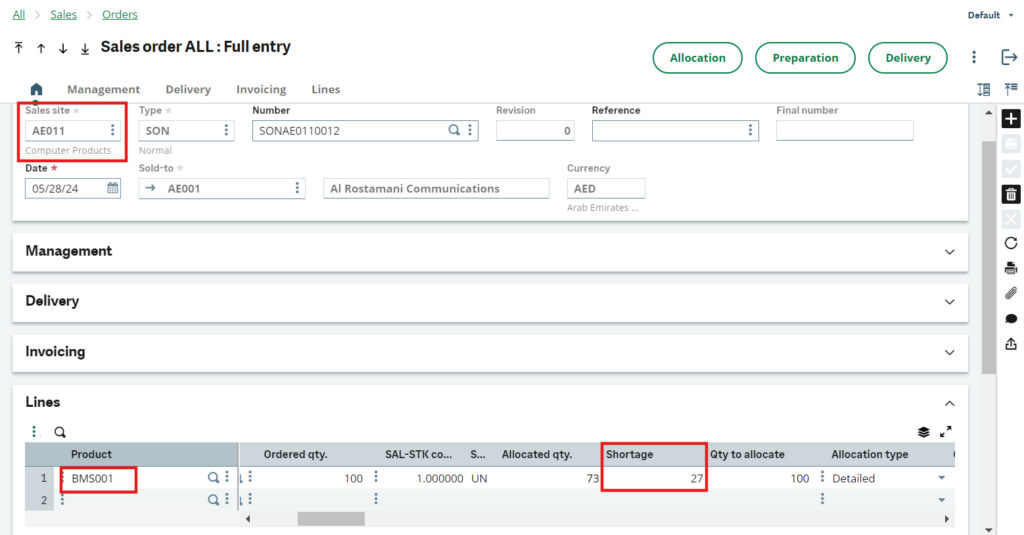 All > Sales > Orders
Default
Sales order ALL : Full entry
Allocation Preparation Delivery
Management Delivery Invoicing Lines
Sales site * Type * Number Revision Reference Final number
AE011 SON SONAE0110012 0
Computer Products Normal
Date * Sold-to * Currency
05/28/24 AE001 Al Rostamani Communications AED
Arab Emirates ...
Management
Delivery
Invoicing
Lines
Product Ordered qty. SAL-STK co... S... Allocated qty. Shortage Qty to allocate Allocation type
1 BMS001 100 1.000000 UN 73 27 100 Detailed
2